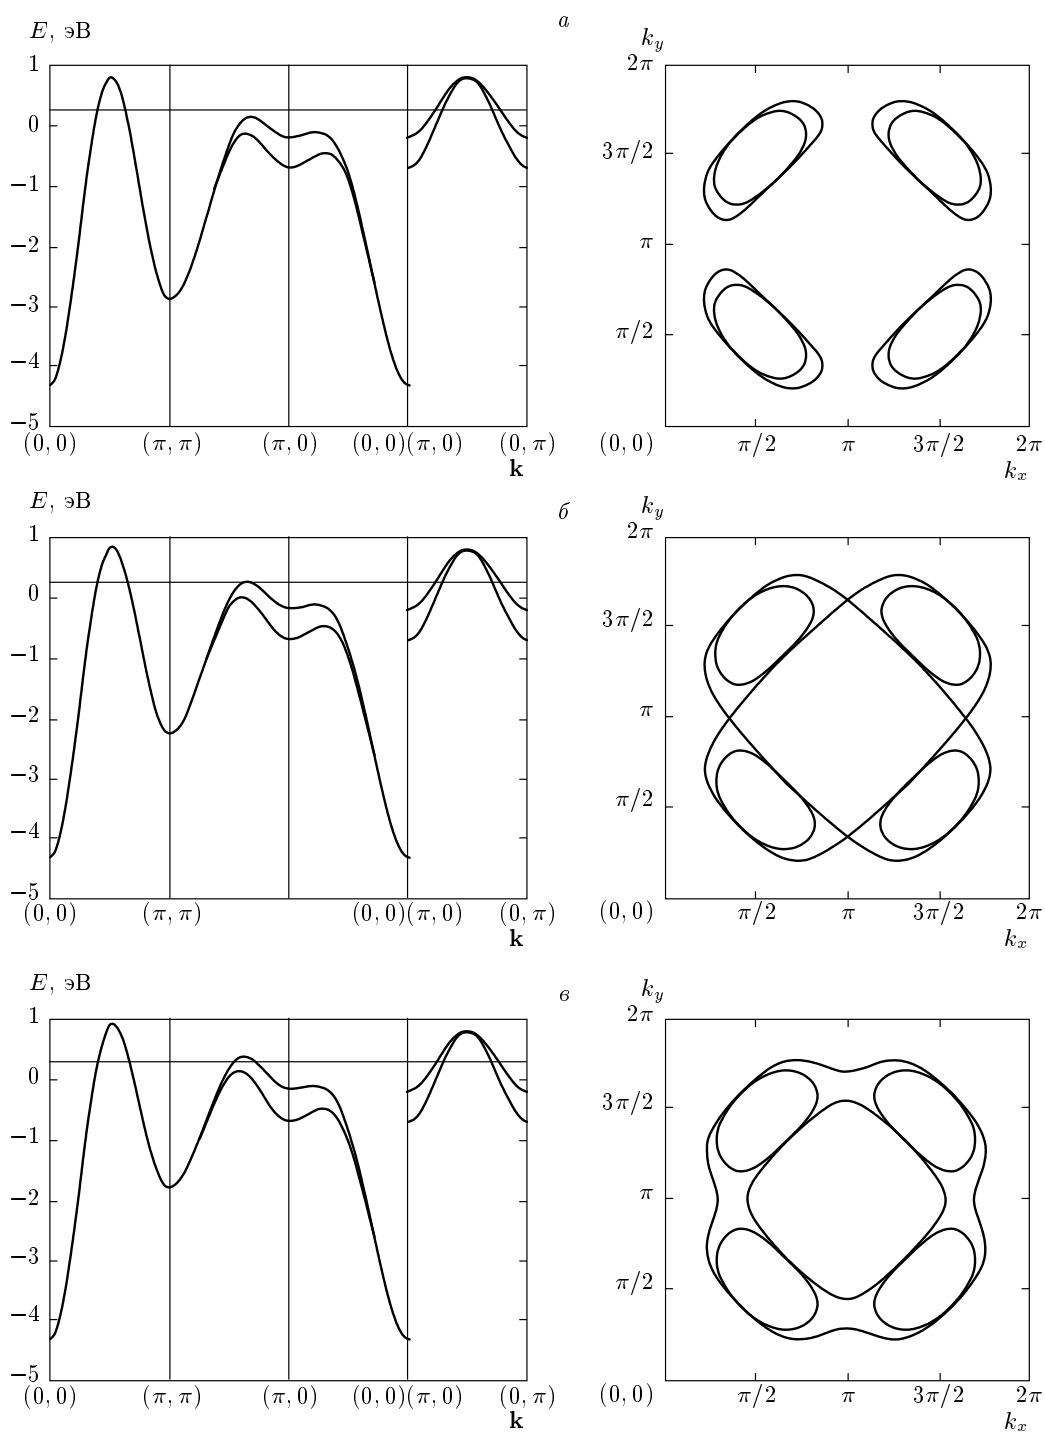 а
E, эВ
k_y
1
0
−1
−2
−3
−4
−5
(0, 0)
(π, π)
(π, 0)
(0, 0)(π, 0)
(0, π)
k
2π
3π/2
π
π/2
(0, 0)
π/2
π
3π/2
2π
k_x
б
E, эВ
k_y
1
0
−1
−2
−3
−4
−5
(0, 0)
(π, π)
(0, 0)(π, 0)
(0, π)
k
2π
3π/2
π
π/2
(0, 0)
π/2
π
3π/2
2π
k_x
в
E, эВ
k_y
1
0
−1
−2
−3
−4
−5
(0, 0)
(π, π)
(π, 0)
(0, 0)(π, 0)
(0, π)
k
2π
3π/2
π
π/2
(0, 0)
π/2
π
3π/2
2π
k_x